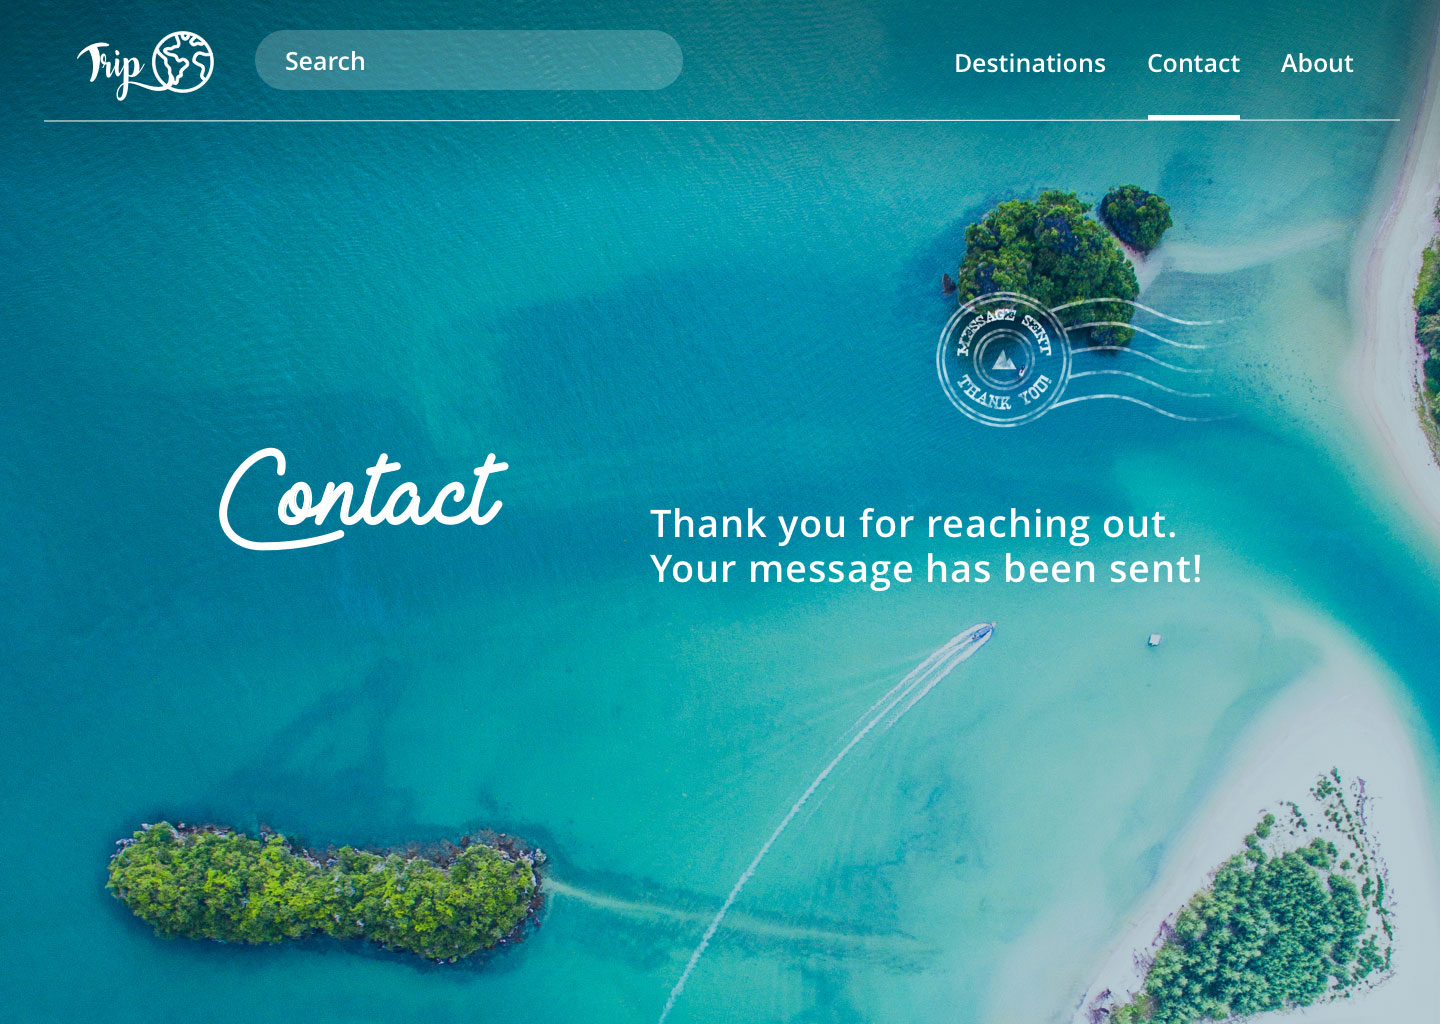 Trip
Search
Destinations
Contact
About
MESSAGE SENT
THANK YOU!
Contact
Thank you for reaching out.
Your message has been sent!